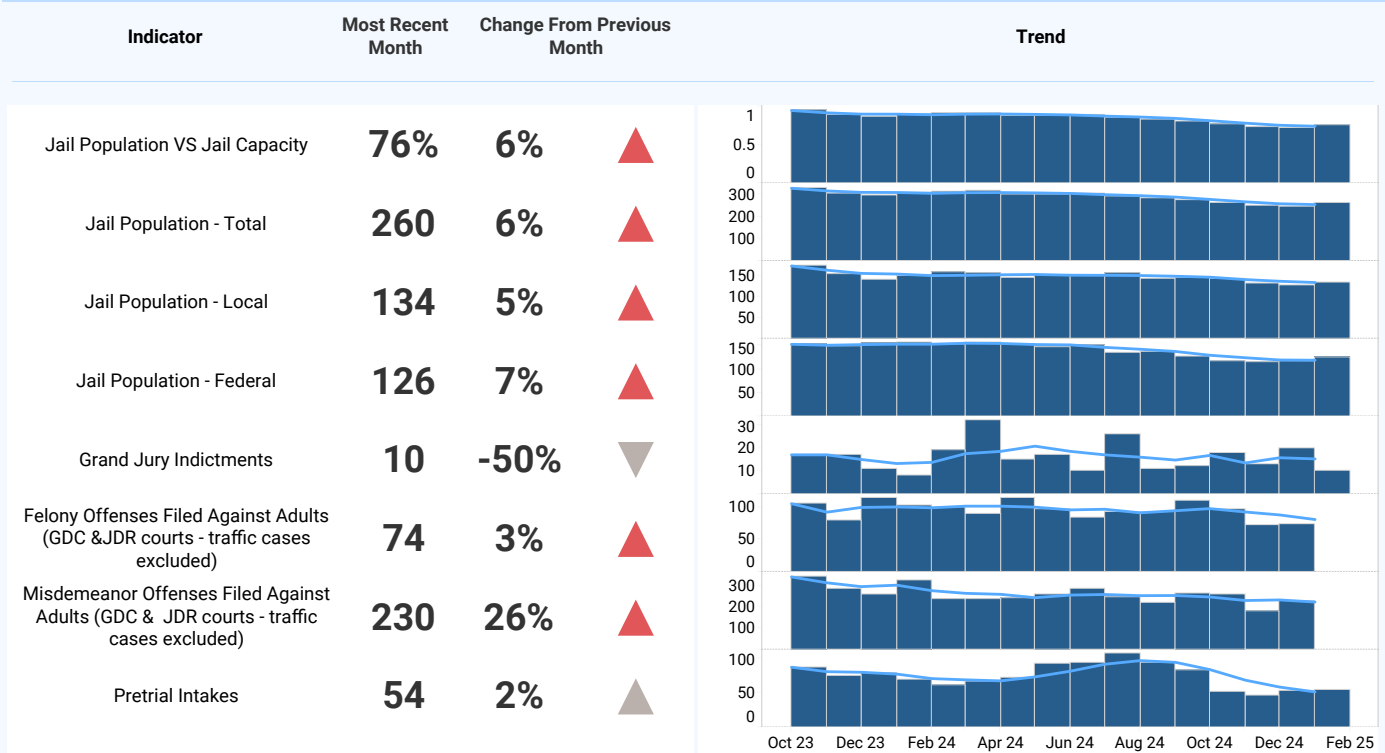 Indicator
Most Recent
Month
Change From Previous
Month
Trend
Jail Population VS Jail Capacity
76%
6%
1
0.5
0
Jail Population - Total
260
6%
300
200
100
Jail Population - Local
134
5%
150
100
50
Jail Population - Federal
126
7%
150
100
50
Grand Jury Indictments
10
-50%
30
20
10
Felony Offenses Filed Against Adults
(GDC &JDR courts - traffic cases
excluded)
74
3%
100
50
0
Misdemeanor Offenses Filed Against
Adults (GDC & JDR courts - traffic
cases excluded)
230
26%
300
200
100
Pretrial Intakes
54
2%
100
50
0
Oct 23 Dec 23 Feb 24 Apr 24 Jun 24 Aug 24 Oct 24 Dec 24 Feb 25